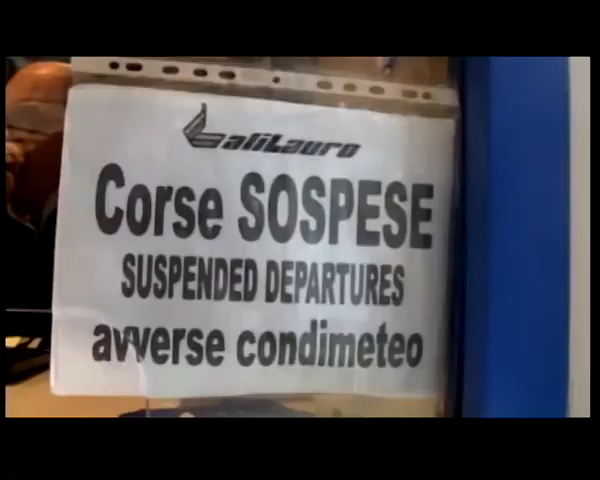 aliLauro
Corse SOSPESE
SUSPENDED DEPARTURES
avverse condimeteo